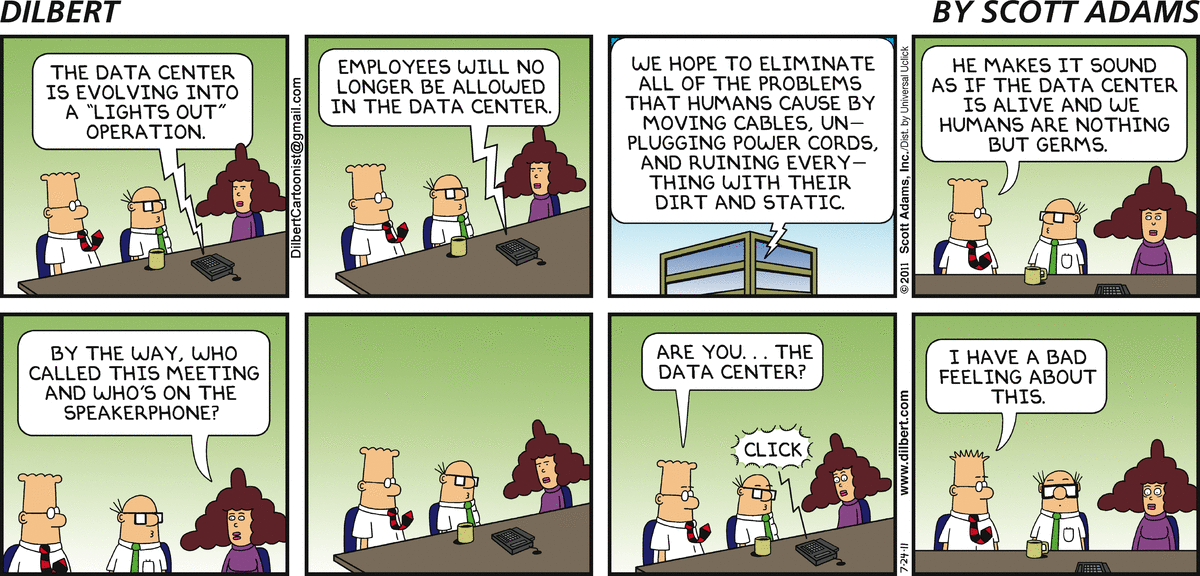 DILBERT
BY SCOTT ADAMS
THE DATA CENTER
IS EVOLVING INTO
A "LIGHTS OUT"
OPERATION.
DilbertCartoonist@gmail.com
EMPLOYEES WILL NO
LONGER BE ALLOWED
IN THE DATA CENTER.
WE HOPE TO ELIMINATE
ALL OF THE PROBLEMS
THAT HUMANS CAUSE BY
MOVING CABLES, UN–
PLUGGING POWER CORDS,
AND RUINING EVERY–
THING WITH THEIR
DIRT AND STATIC.
©2011 Scott Adams, Inc./Dist. by Universal Uclick
HE MAKES IT SOUND
AS IF THE DATA CENTER
IS ALIVE AND WE
HUMANS ARE NOTHING
BUT GERMS.
BY THE WAY, WHO
CALLED THIS MEETING
AND WHO'S ON THE
SPEAKERPHONE?
ARE YOU. . . THE
DATA CENTER?
CLICK
7-24-11 www.dilbert.com
I HAVE A BAD
FEELING ABOUT
THIS.